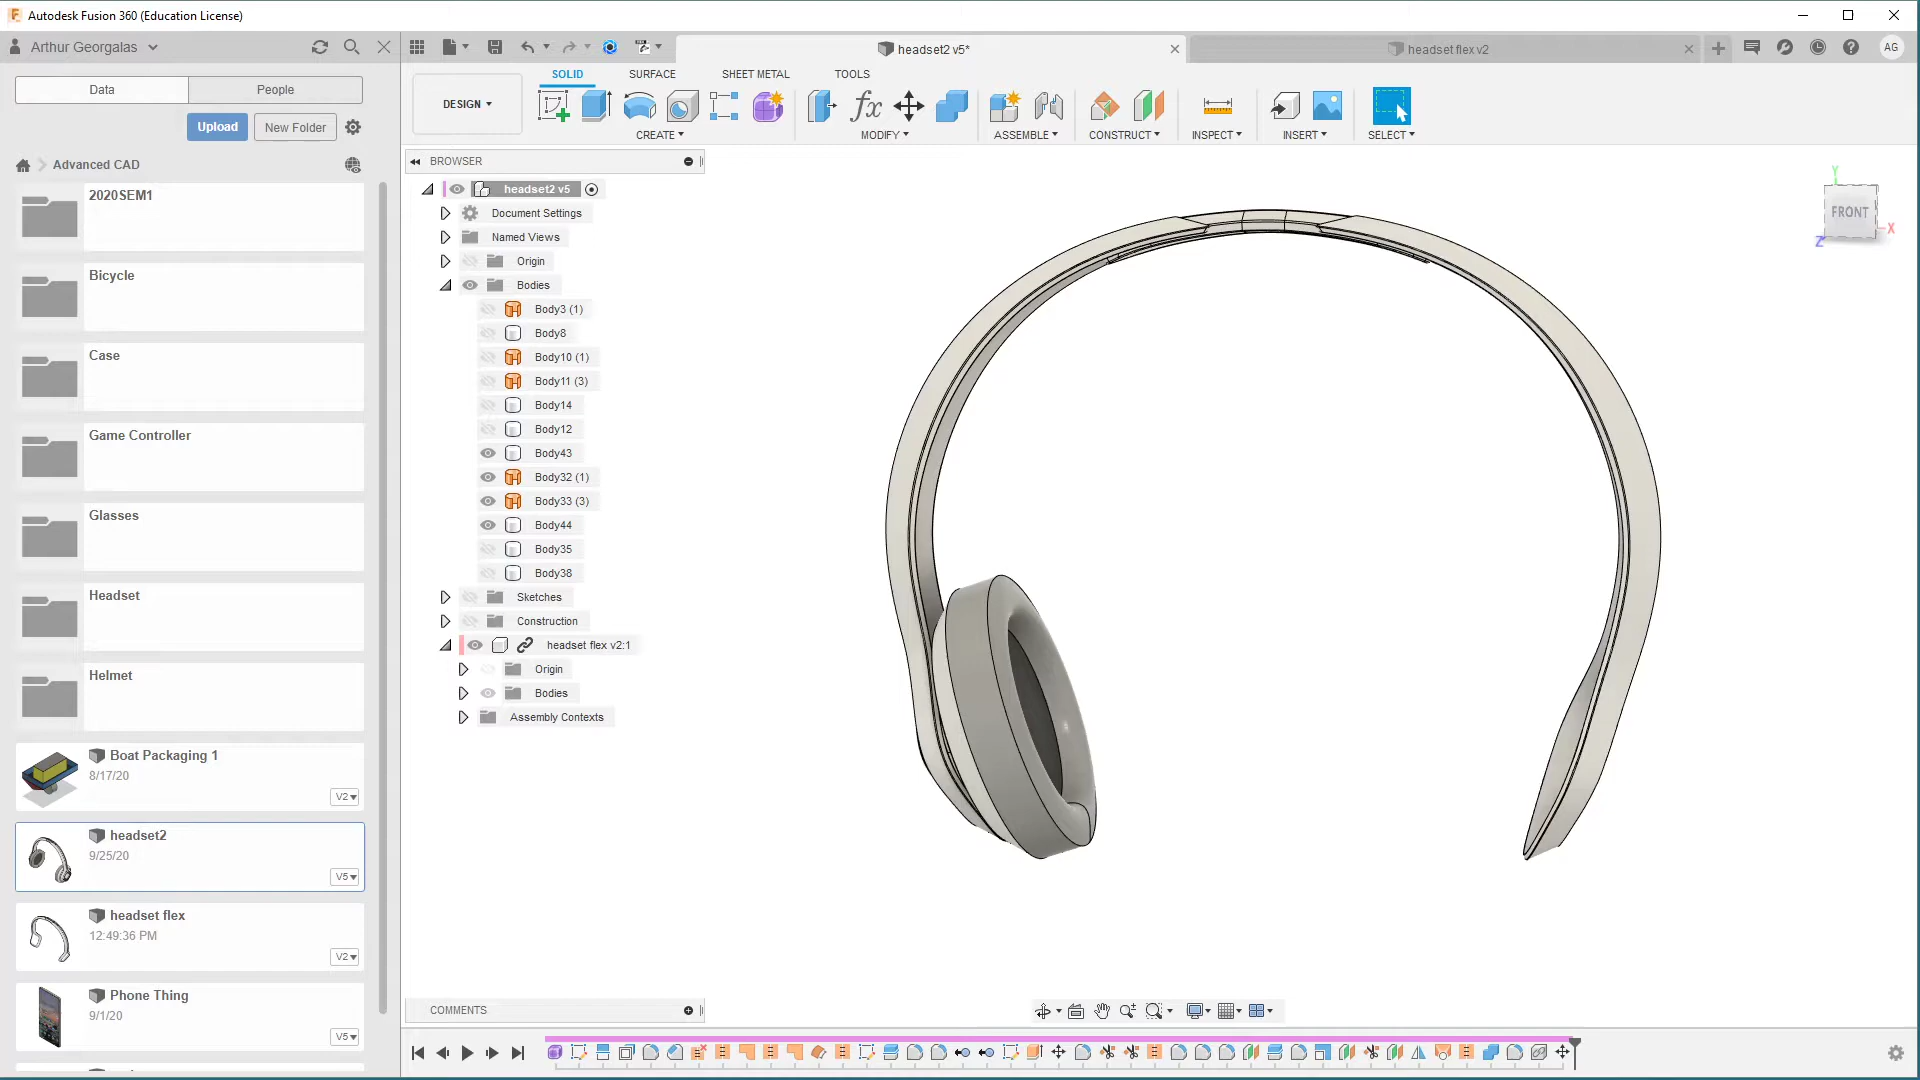 Autodesk Fusion 360 (Education License)
Arthur Georgalas
headset2 v5*
headset flex v2
AG
Data
People
Upload
New Folder
Advanced CAD
2020SEM1
Bicycle
Case
Game Controller
Glasses
Headset
Helmet
Boat Packaging 1
8/17/20
V2
headset2
9/25/20
V5
headset flex
12:49:36 PM
V2
Phone Thing
9/1/20
V5
SOLID
SURFACE
SHEET METAL
TOOLS
DESIGN
CREATE
MODIFY
ASSEMBLE
CONSTRUCT
INSPECT
INSERT
SELECT
BROWSER
headset2 v5
Document Settings
Named Views
Origin
Bodies
Body3 (1)
Body8
Body10 (1)
Body11 (3)
Body14
Body12
Body43
Body32 (1)
Body33 (3)
Body44
Body35
Body38
Sketches
Construction
headset flex v2:1
Origin
Bodies
Assembly Contexts
Y
FRONT
X
Z
COMMENTS